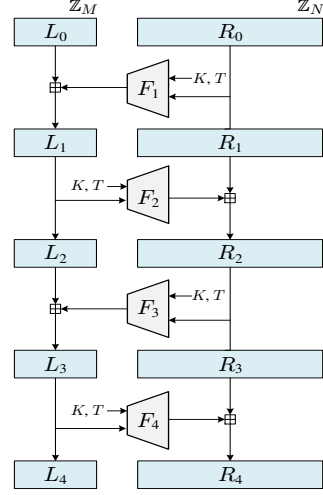 ℤ_M ℤ_N
L_0 R_0
F_1 K, T
L_1 R_1
K, T F_2
L_2 R_2
F_3 K, T
L_3 R_3
K, T F_4
L_4 R_4